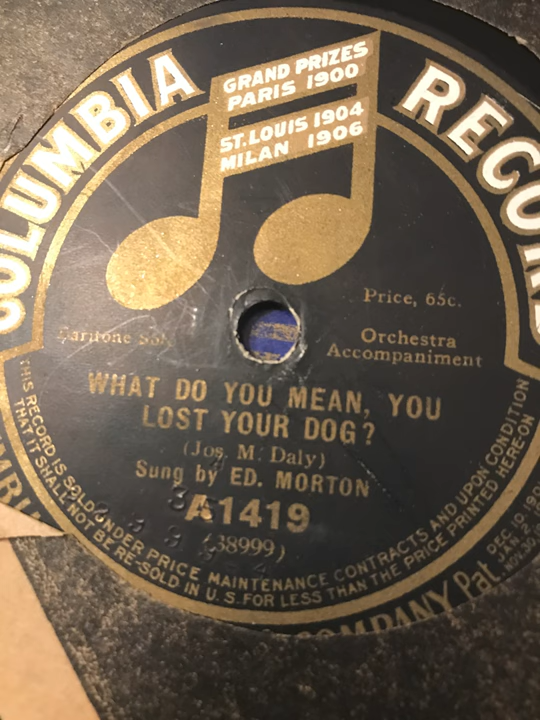 COLUMBIA RECORD
GRAND PRIZES
PARIS 1900
ST. LOUIS 1904
MILAN 1906
Price, 65c.
Baritone Solo
Orchestra
Accompaniment
WHAT DO YOU MEAN, YOU
LOST YOUR DOG?
(Jos. M. Daly)
Sung by ED. MORTON
A1419
(38999)
THIS RECORD IS SOLD UNDER PRICE MAINTENANCE CONTRACTS AND UPON CONDITION
THAT IT SHALL NOT BE RE-SOLD IN U.S. FOR LESS THAN THE PRICE PRINTED HEREON
COMPANY Pat.